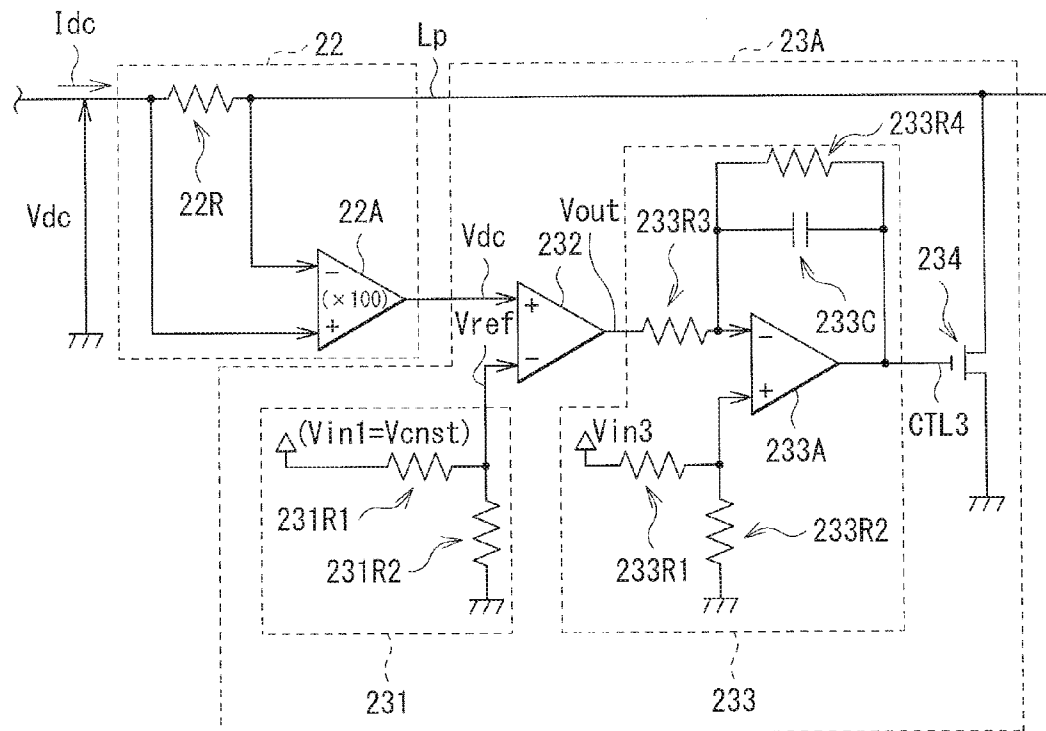 Idc
22
Lp
23A
233R4
22R
22A
Vdc
Vdc
Vout
233R3
232
234
−
(×100)
+
Vref
+
−
233C
−
+
(Vin1=Vcnst)
Vin3
233A
CTL3
231R1
231R2
233R1
233R2
231
233